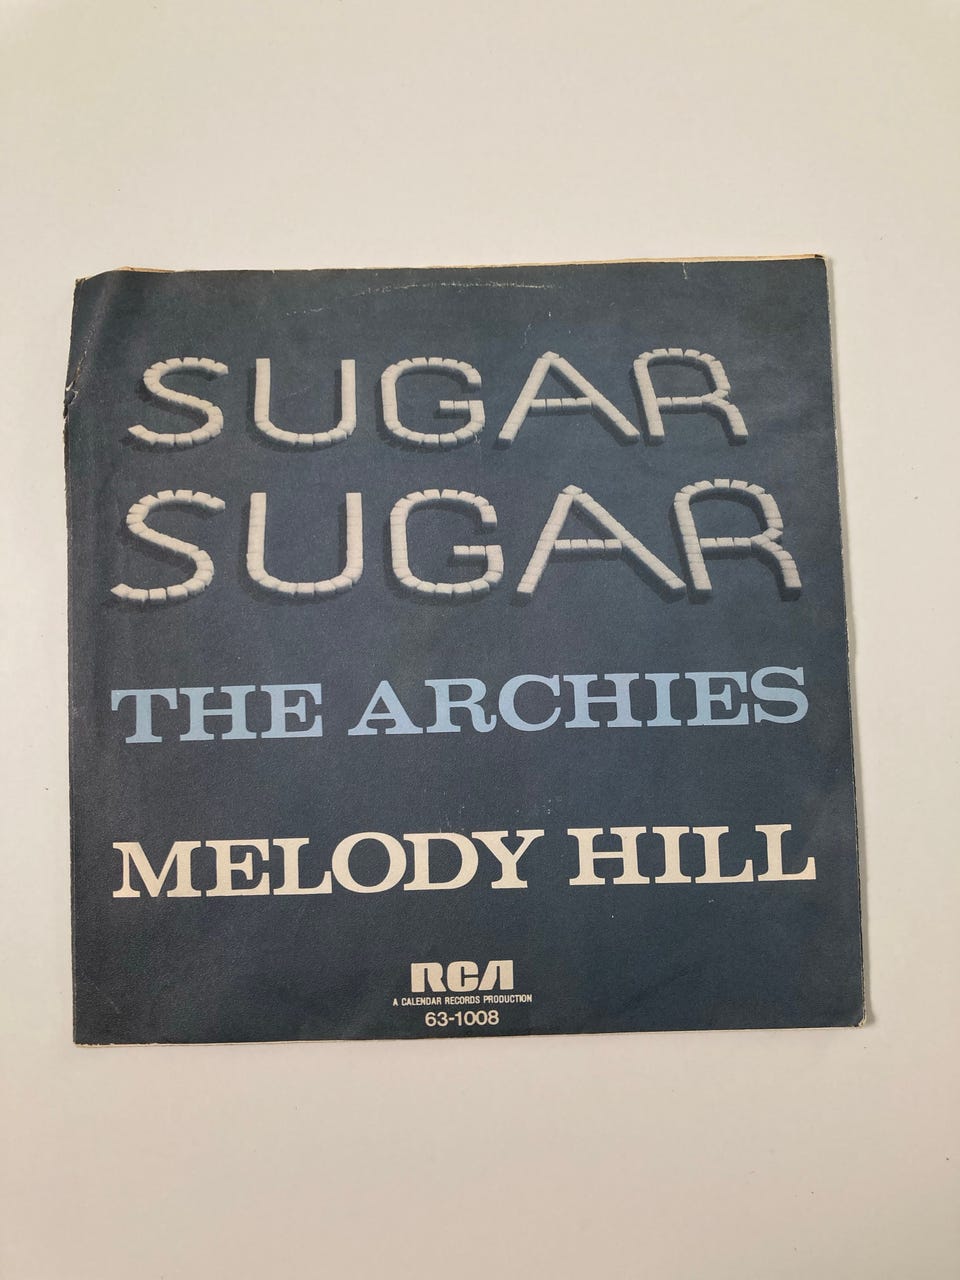 SUGAR
SUGAR
THE ARCHIES
MELODY HILL
RCA
A CALENDAR RECORDS PRODUCTION
63-1008